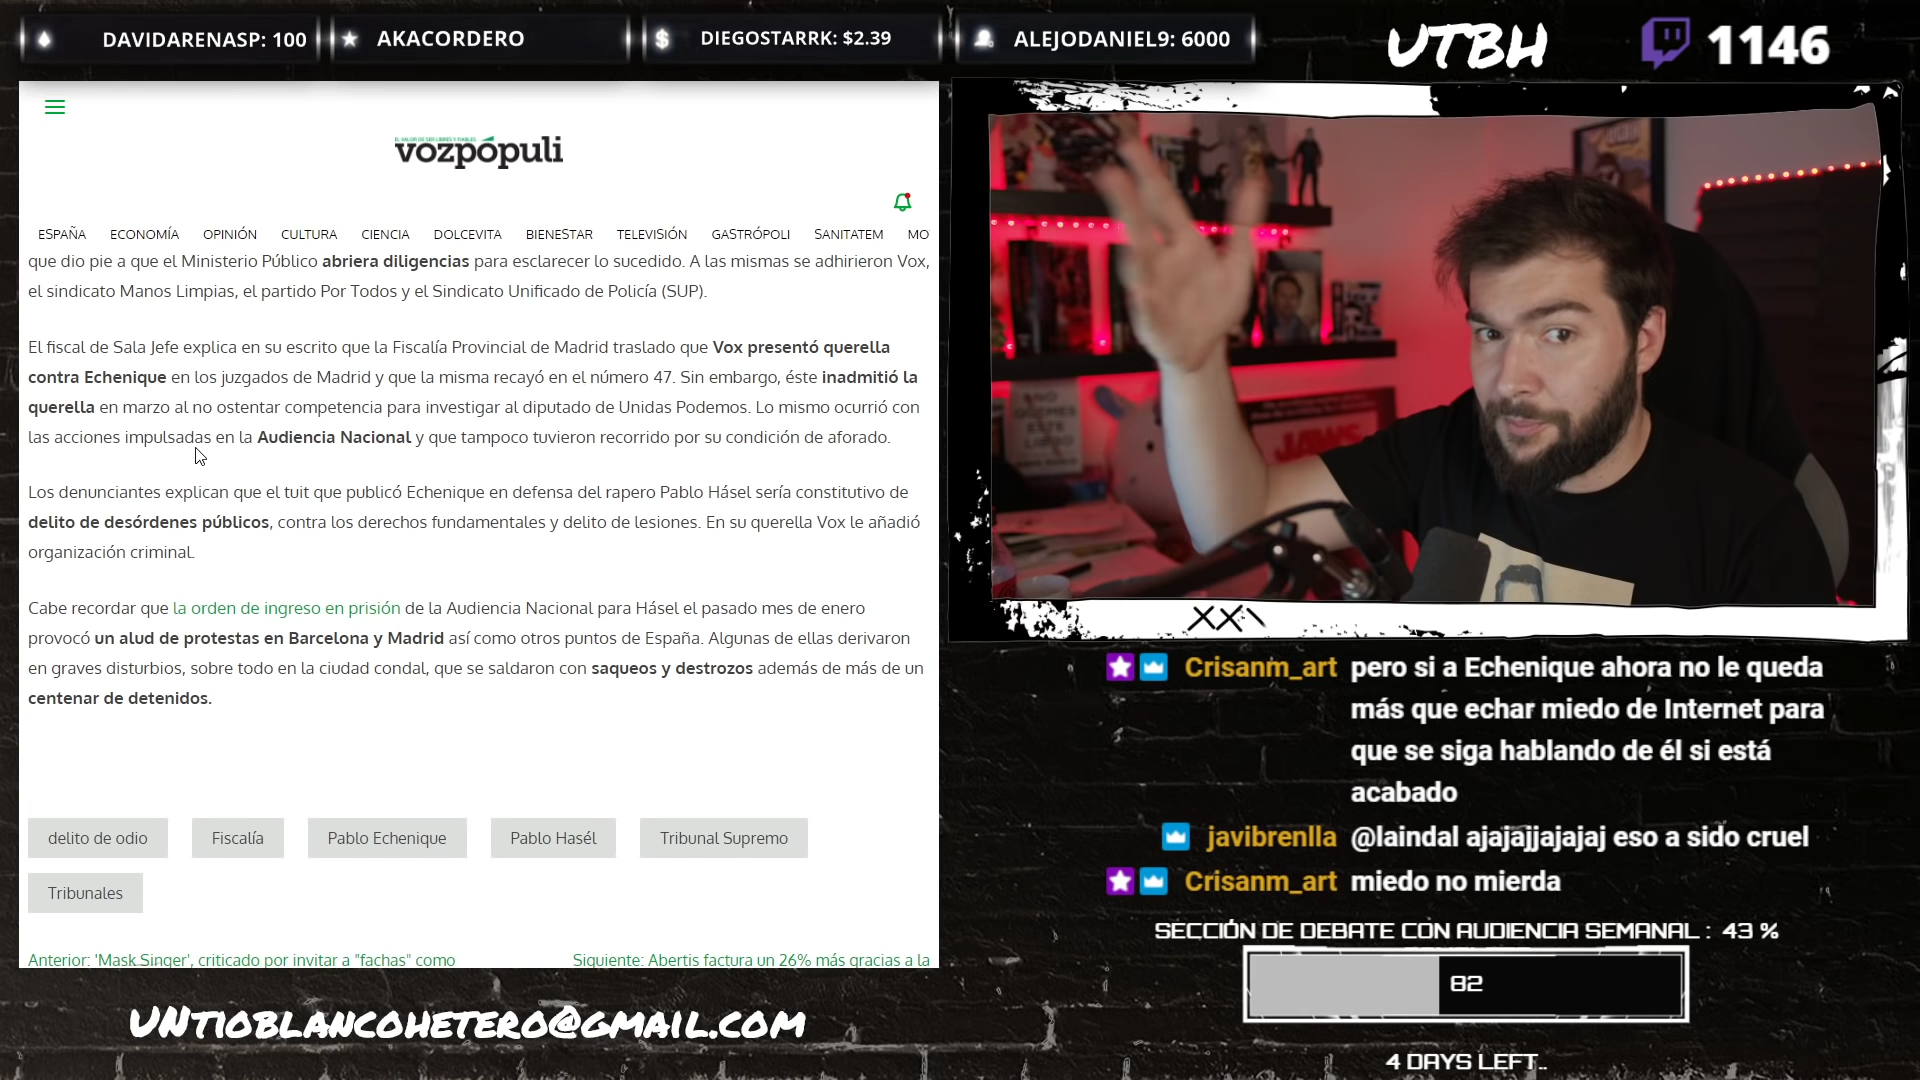 DAVIDARENASP: 100
AKACORDERO
DIEGOSTARRK: $2.39
ALEJODANIEL9: 6000
UTBH
1146
vozpópuli
ESPAÑA ECONOMÍA OPINIÓN CULTURA CIENCIA DOLCEVITA BIENESTAR TELEVISIÓN GASTRÓPOLI SANITATEM MO
que dio pie a que el Ministerio Público abriera diligencias para esclarecer lo sucedido. A las mismas se adhirieron Vox,
el sindicato Manos Limpias, el partido Por Todos y el Sindicato Unificado de Policía (SUP).
El fiscal de Sala Jefe explica en su escrito que la Fiscalía Provincial de Madrid traslado que Vox presentó querella
contra Echenique en los juzgados de Madrid y que la misma recayó en el número 47. Sin embargo, éste inadmitió la
querella en marzo al no ostentar competencia para investigar al diputado de Unidas Podemos. Lo mismo ocurrió con
las acciones impulsadas en la Audiencia Nacional y que tampoco tuvieron recorrido por su condición de aforado.
Los denunciantes explican que el tuit que publicó Echenique en defensa del rapero Pablo Hásel sería constitutivo de
delito de desórdenes públicos, contra los derechos fundamentales y delito de lesiones. En su querella Vox le añadió
organización criminal.
Cabe recordar que la orden de ingreso en prisión de la Audiencia Nacional para Hásel el pasado mes de enero
provocó un alud de protestas en Barcelona y Madrid así como otros puntos de España. Algunas de ellas derivaron
en graves disturbios, sobre todo en la ciudad condal, que se saldaron con saqueos y destrozos además de más de un
centenar de detenidos.
delito de odio Fiscalía Pablo Echenique Pablo Hasél Tribunal Supremo
Tribunales
Anterior: 'Mask Singer', criticado por invitar a "fachas" como
Siguiente: Abertis factura un 26% más gracias a la
JAWS
Crisanm_art pero si a Echenique ahora no le queda
más que echar miedo de Internet para
que se siga hablando de él si está
acabado
javibrenlla @laindal ajajajjajajaj eso a sido cruel
Crisanm_art miedo no mierda
SECCIÓN DE DEBATE CON AUDIENCIA SEMANAL : 43 %
82
4 DAYS LEFT..
UNTIOBLANCOHETERO@GMAIL.COM